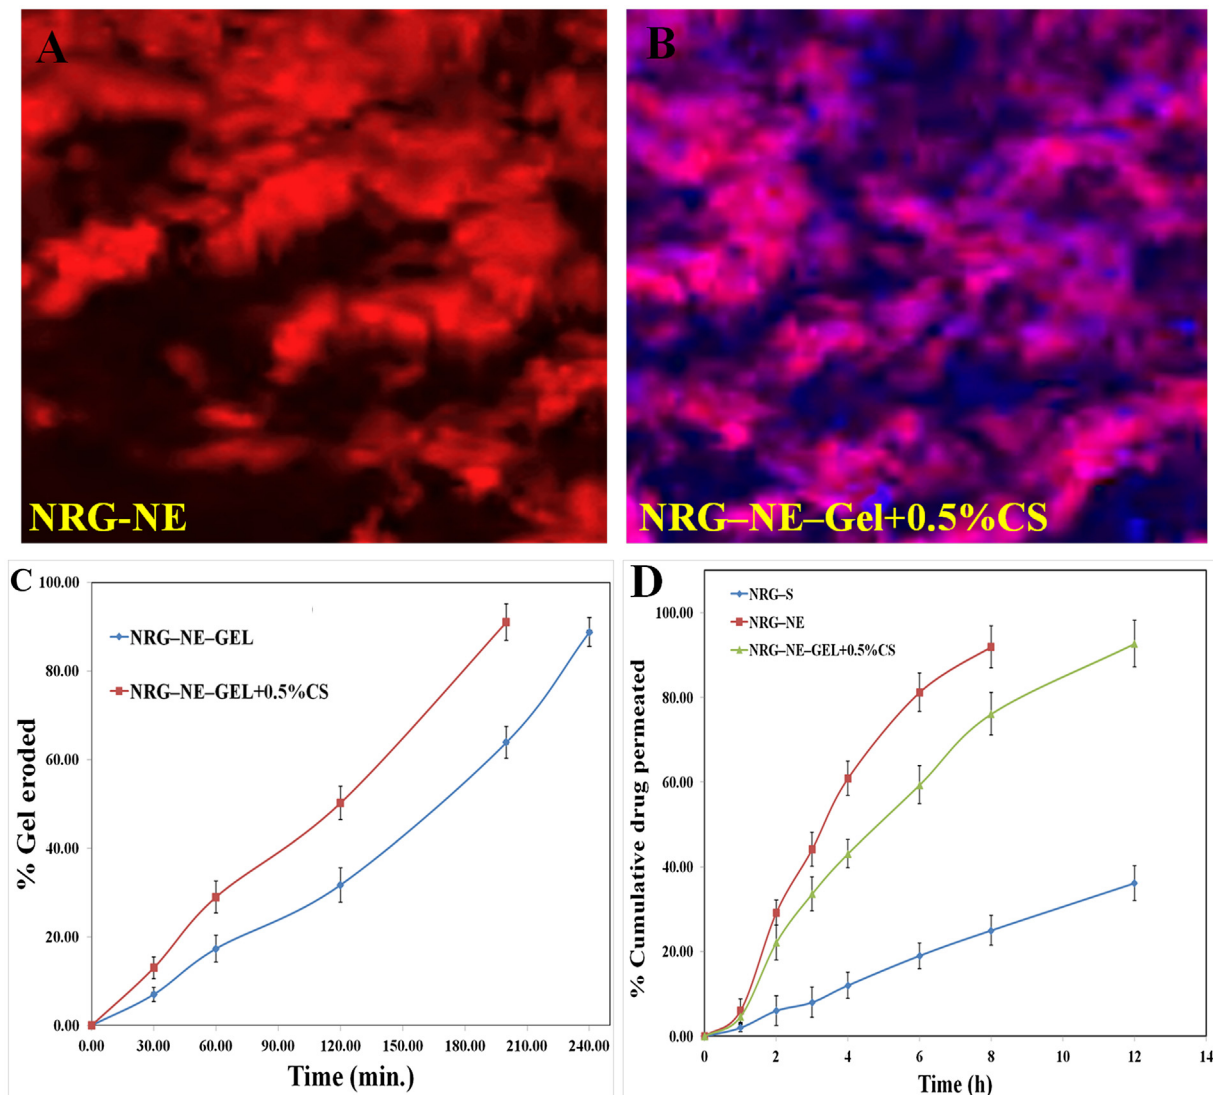 A
NRG-NE
B
NRG–NE–Gel+0.5%CS
C
100.00
80.00
60.00
40.00
20.00
0.00
% Gel eroded
NRG–NE–GEL
NRG–NE–GEL+0.5%CS
0.00 30.00 60.00 90.00 120.00 150.00 180.00 210.00 240.00
Time (min.)
D
NRG–S
NRG–NE
NRG–NE–GEL+0.5%CS
100.00
80.00
60.00
40.00
20.00
0.00
% Cumulative drug permeated
0 2 4 6 8 10 12 14
Time (h)